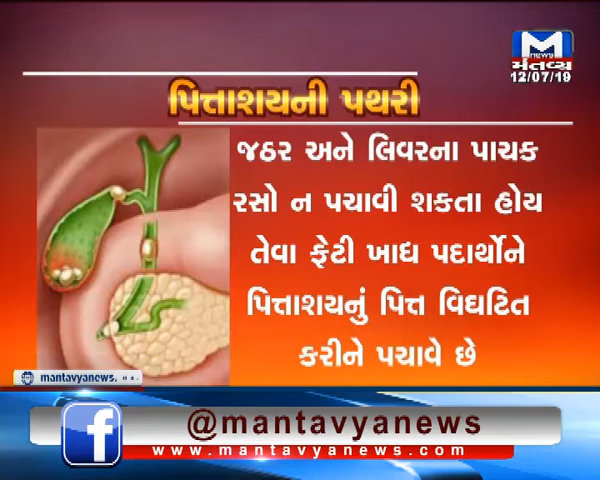 M
news
મંતવ્ય
12/07/19
પિત્તાશયની પથરી
જઠર અને લિવરના પાચક
રસો ન પચાવી શકતા હોય
તેવા ફેટી ખાદ્ય પદાર્થોને
પિત્તાશયનું પિત્ત વિઘટિત
કરીને પચાવે છે
mantavyanews.
f
@mantavyanews
www.mantavyanews.com